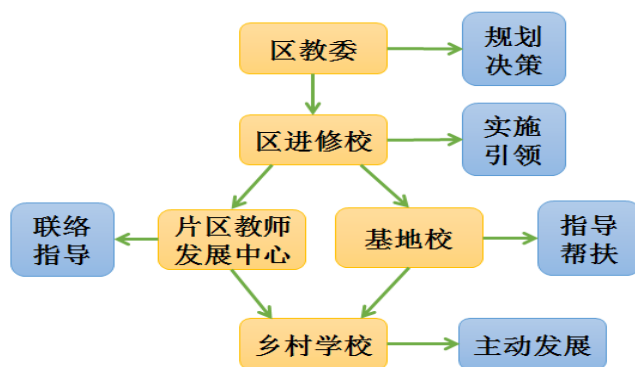 区教委
规划
决策
区进修校
实施
引领
联络
指导
片区教师
发展中心
基地校
指导
帮扶
乡村学校
主动发展